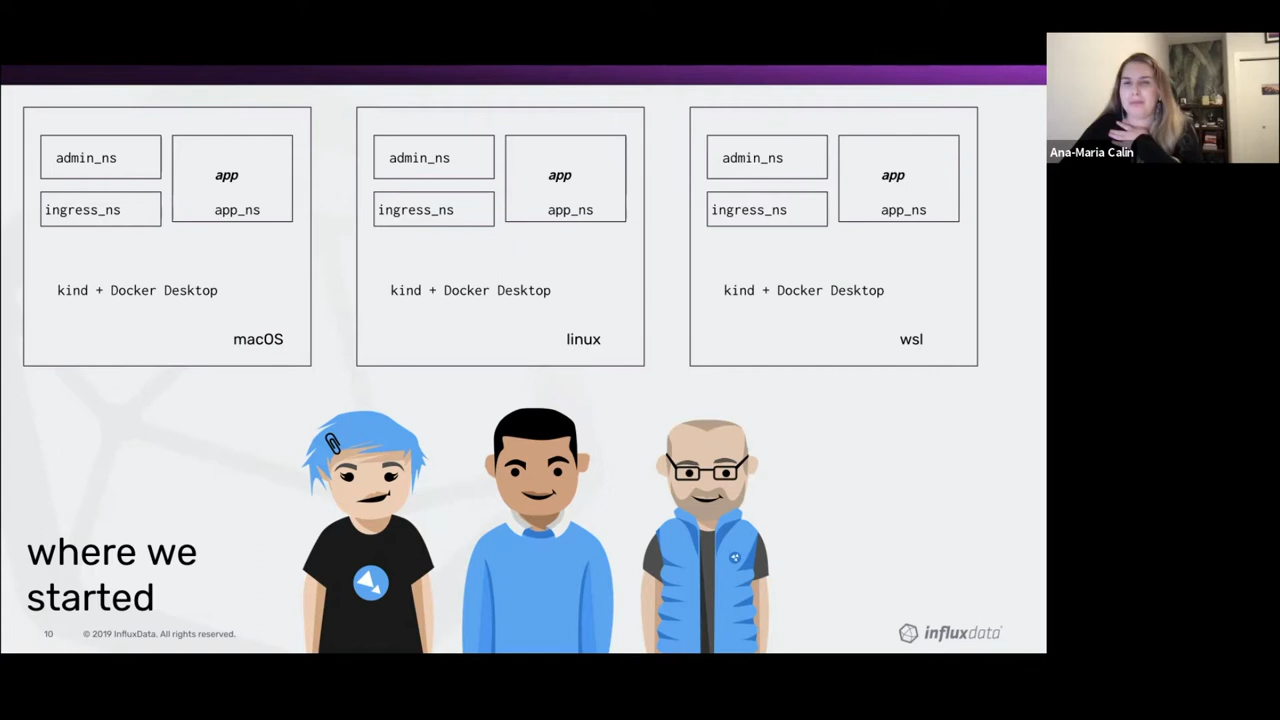 admin_ns
app
ingress_ns
app_ns
kind + Docker Desktop
macOS
admin_ns
app
ingress_ns
app_ns
kind + Docker Desktop
linux
admin_ns
app
ingress_ns
app_ns
kind + Docker Desktop
wsl
where we
started
10
© 2019 InfluxData. All rights reserved.
influxdata
Ana-Maria Calin